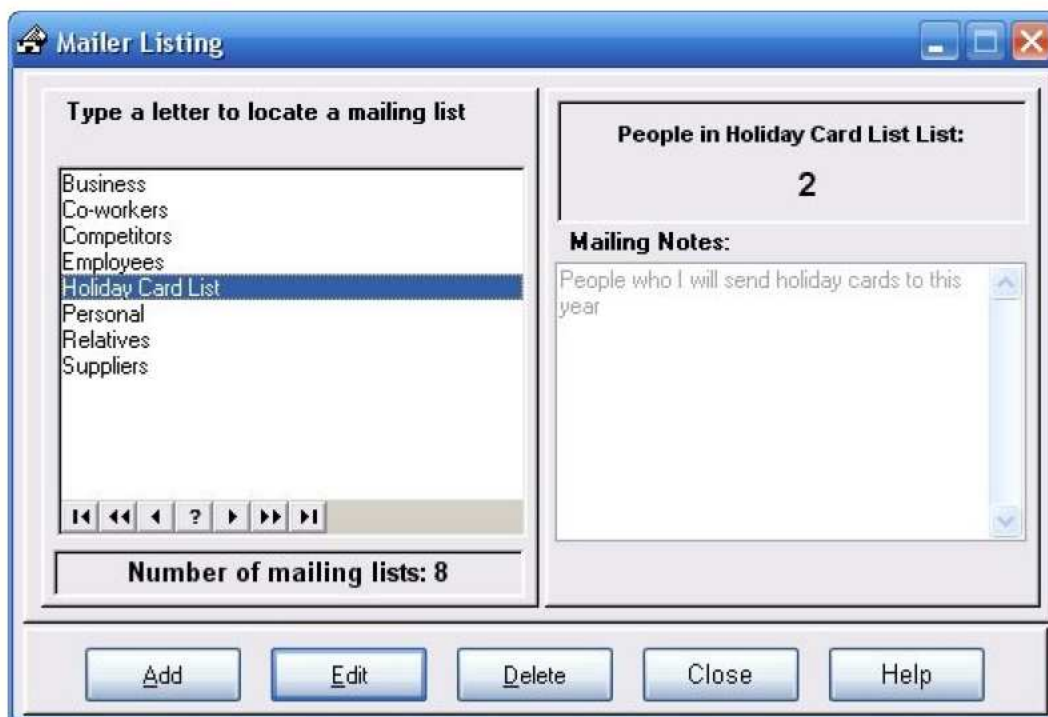 Mailer Listing
Type a letter to locate a mailing list
Business
Co-workers
Competitors
Employees
Holiday Card List
Personal
Relatives
Suppliers
?
Number of mailing lists: 8
People in Holiday Card List List:
2
Mailing Notes:
People who I will send holiday cards to this
year
Add
Edit
Delete
Close
Help